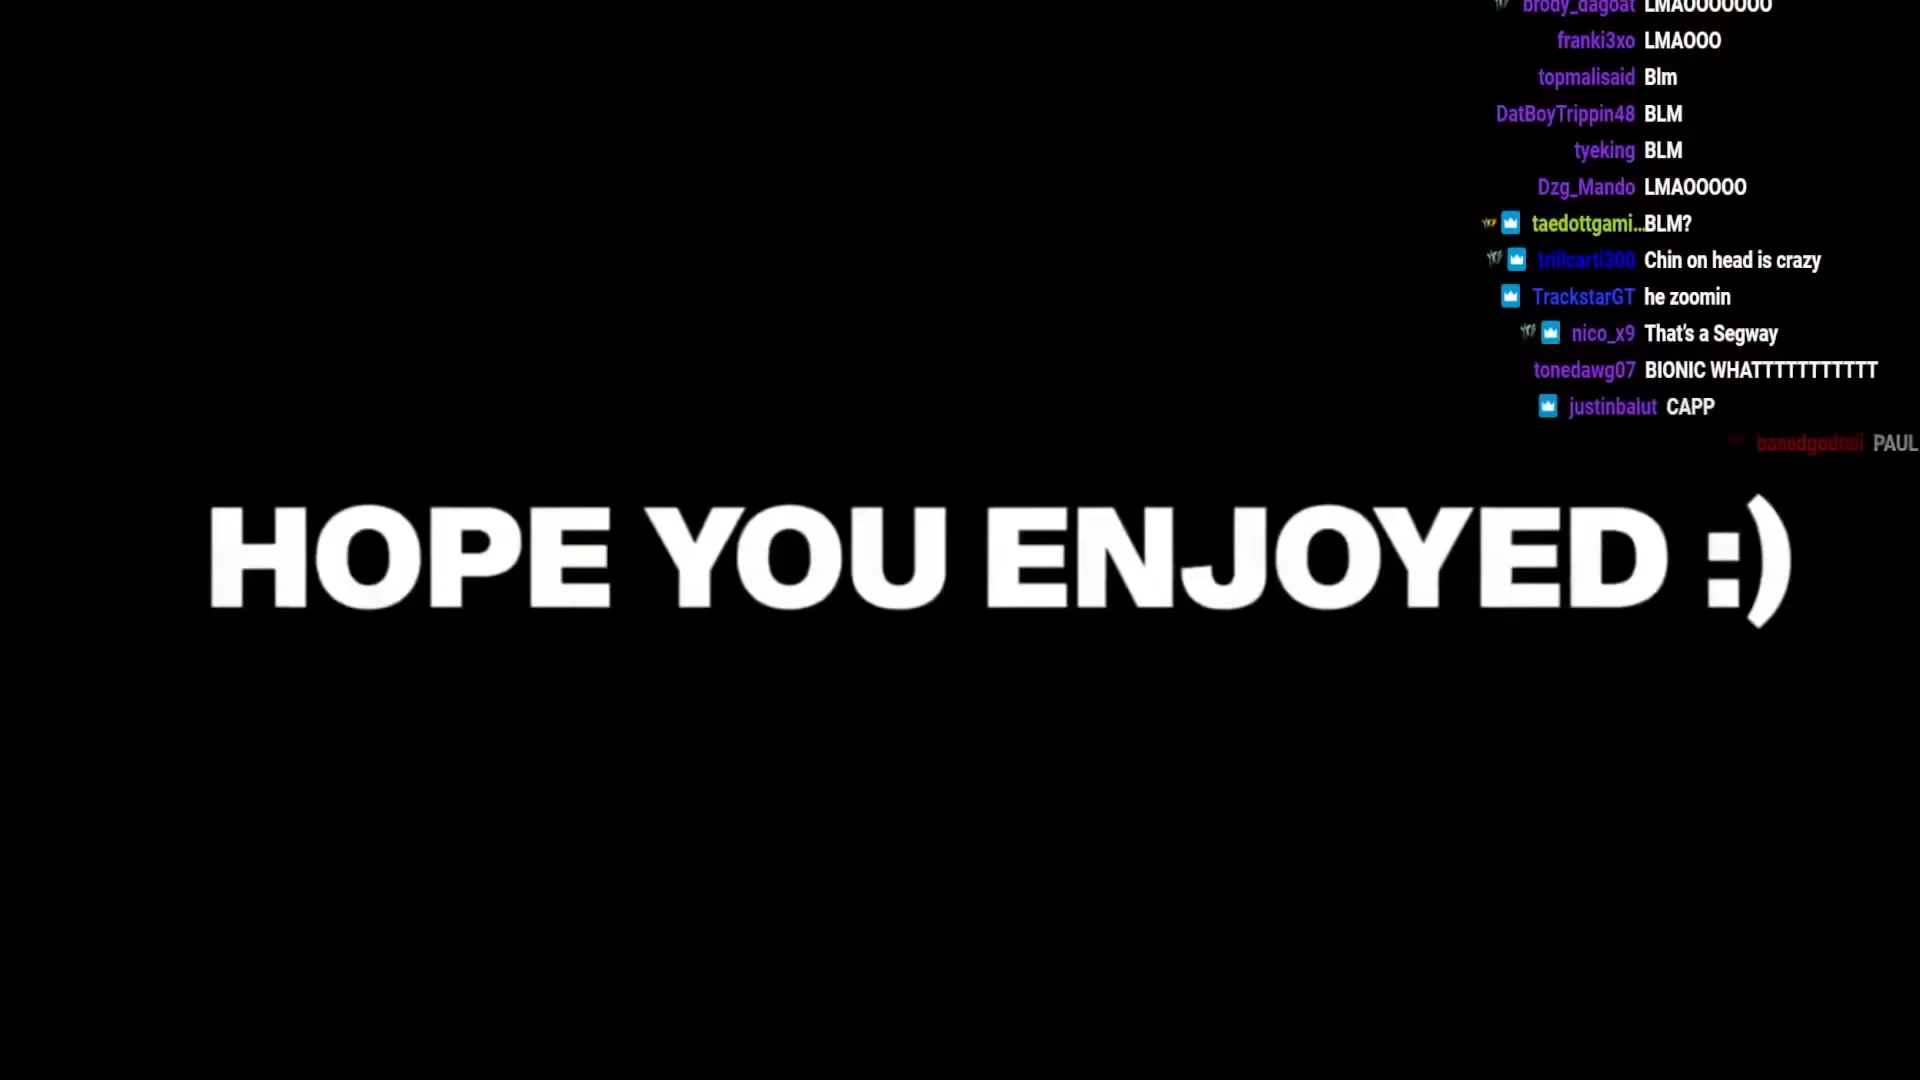 brody_dagoat LMAOOOOOOO
franki3xo LMAOOO
topmalisaid Blm
DatBoyTrippin48 BLM
tyeking BLM
Dzg_Mando LMAOOOOO
taedottgami...BLM?
trillcarti300 Chin on head is crazy
TrackstarGT he zoomin
nico_x9 That's a Segway
tonedawg07 BIONIC WHATTTTTTTTTTT
justinbalut CAPP
PAUL
HOPE YOU ENJOYED :)